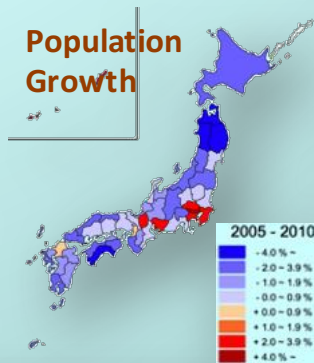 Population
Growth
2005 - 2010
- 4.0 % ~
- 2.0 ~ 3.9 %
- 1.0 ~ 1.9 %
- 0.0 ~ 0.9 %
+ 0.0 ~ 0.9 %
+ 1.0 ~ 1.9 %
+ 2.0 ~ 3.9 %
+ 4.0 % ~